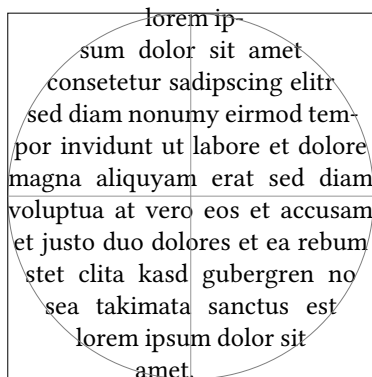 lorem ip-
sum dolor sit amet
consetetur sadipscing elitr
sed diam nonumy eirmod tem-
por invidunt ut labore et dolore
magna aliquyam erat sed diam
voluptua at vero eos et accusam
et justo duo dolores et ea rebum
stet clita kasd gubergren no
sea takimata sanctus est
lorem ipsum dolor sit
amet.